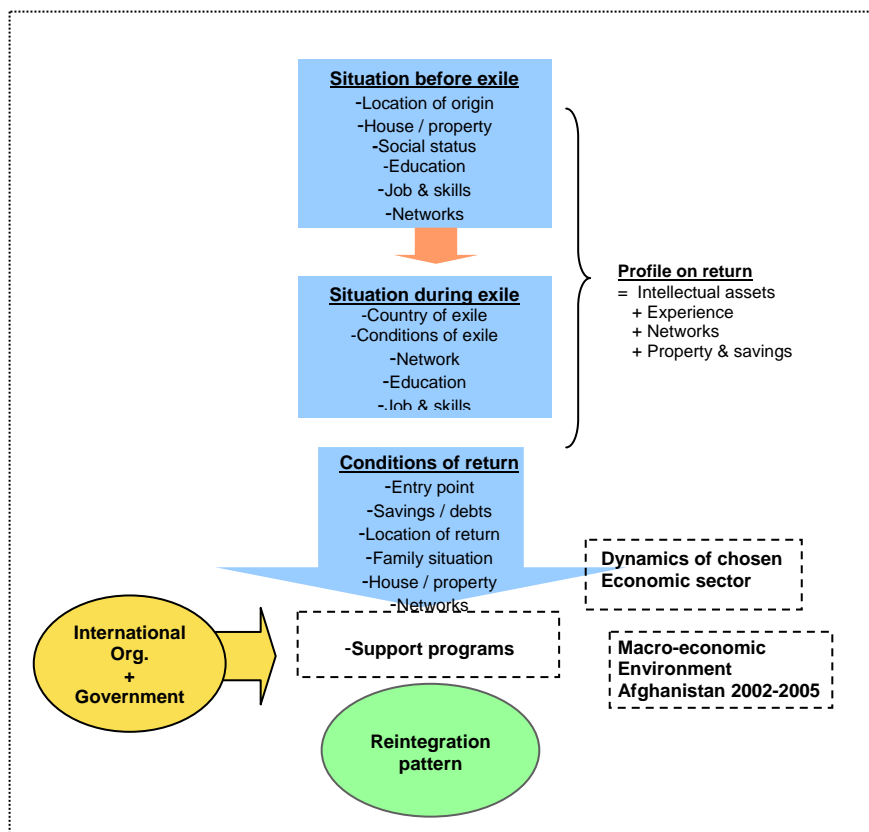 Situation before exile
-Location of origin
-House / property
-Social status
-Education
-Job & skills
-Networks
Situation during exile
-Country of exile
-Conditions of exile
-Network
-Education
-Job & skills
Profile on return
= Intellectual assets
+ Experience
+ Networks
+ Property & savings
Conditions of return
-Entry point
-Savings / debts
-Location of return
-Family situation
-House / property
-Networks
Dynamics of chosen
Economic sector
International
Org.
+
Government
-Support programs
Macro-economic
Environment
Afghanistan 2002-2005
Reintegration
pattern